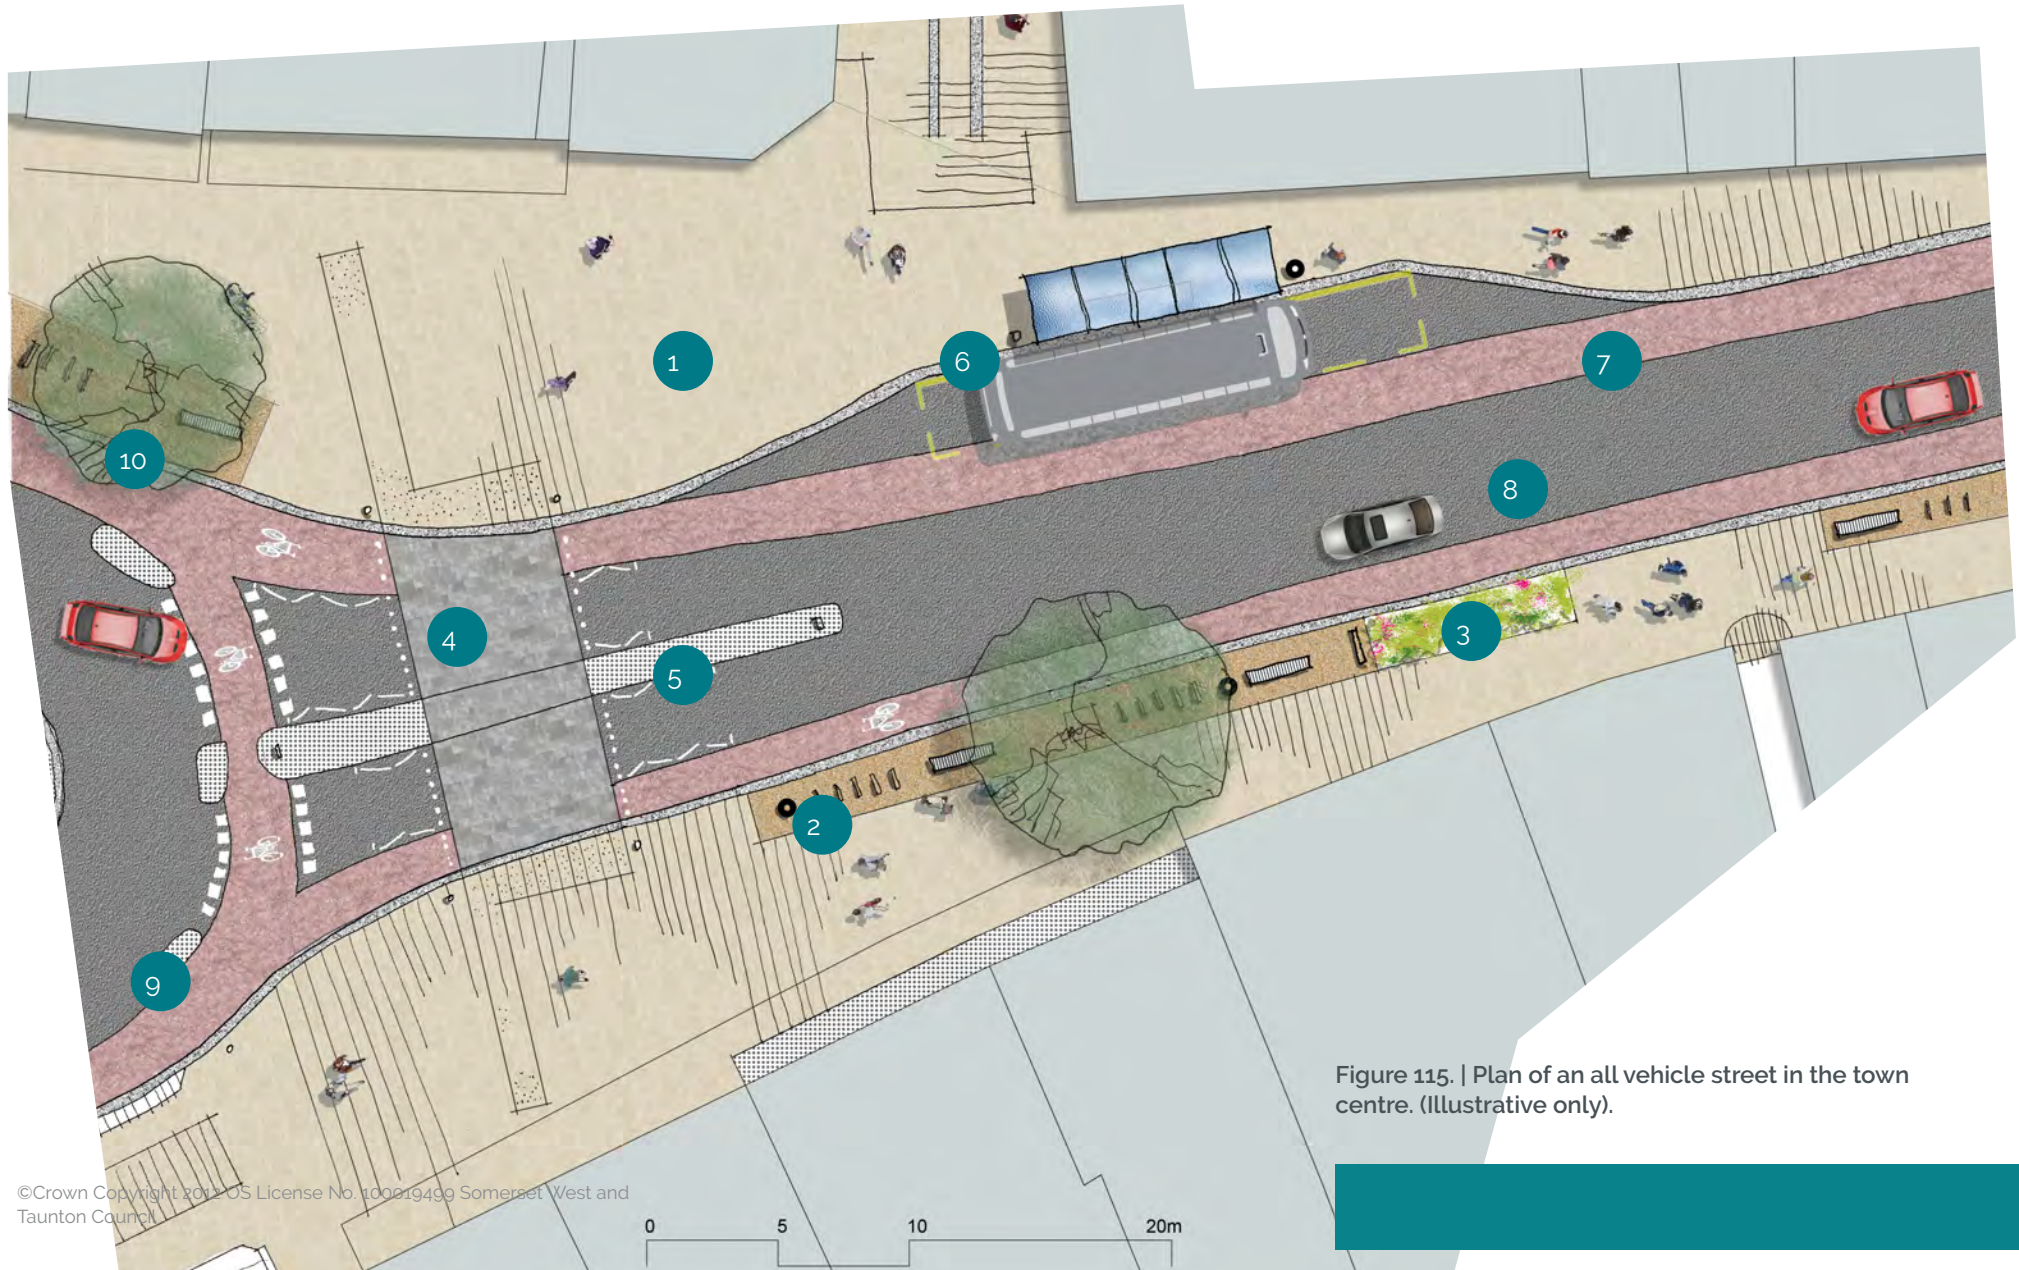 1
6
7
10
8
4
3
5
2
9
Figure 115. | Plan of an all vehicle street in the town
centre. (Illustrative only).
©Crown Copyright 2012 OS License No. 100019499 Somerset West and
Taunton Council
0 5 10 20m